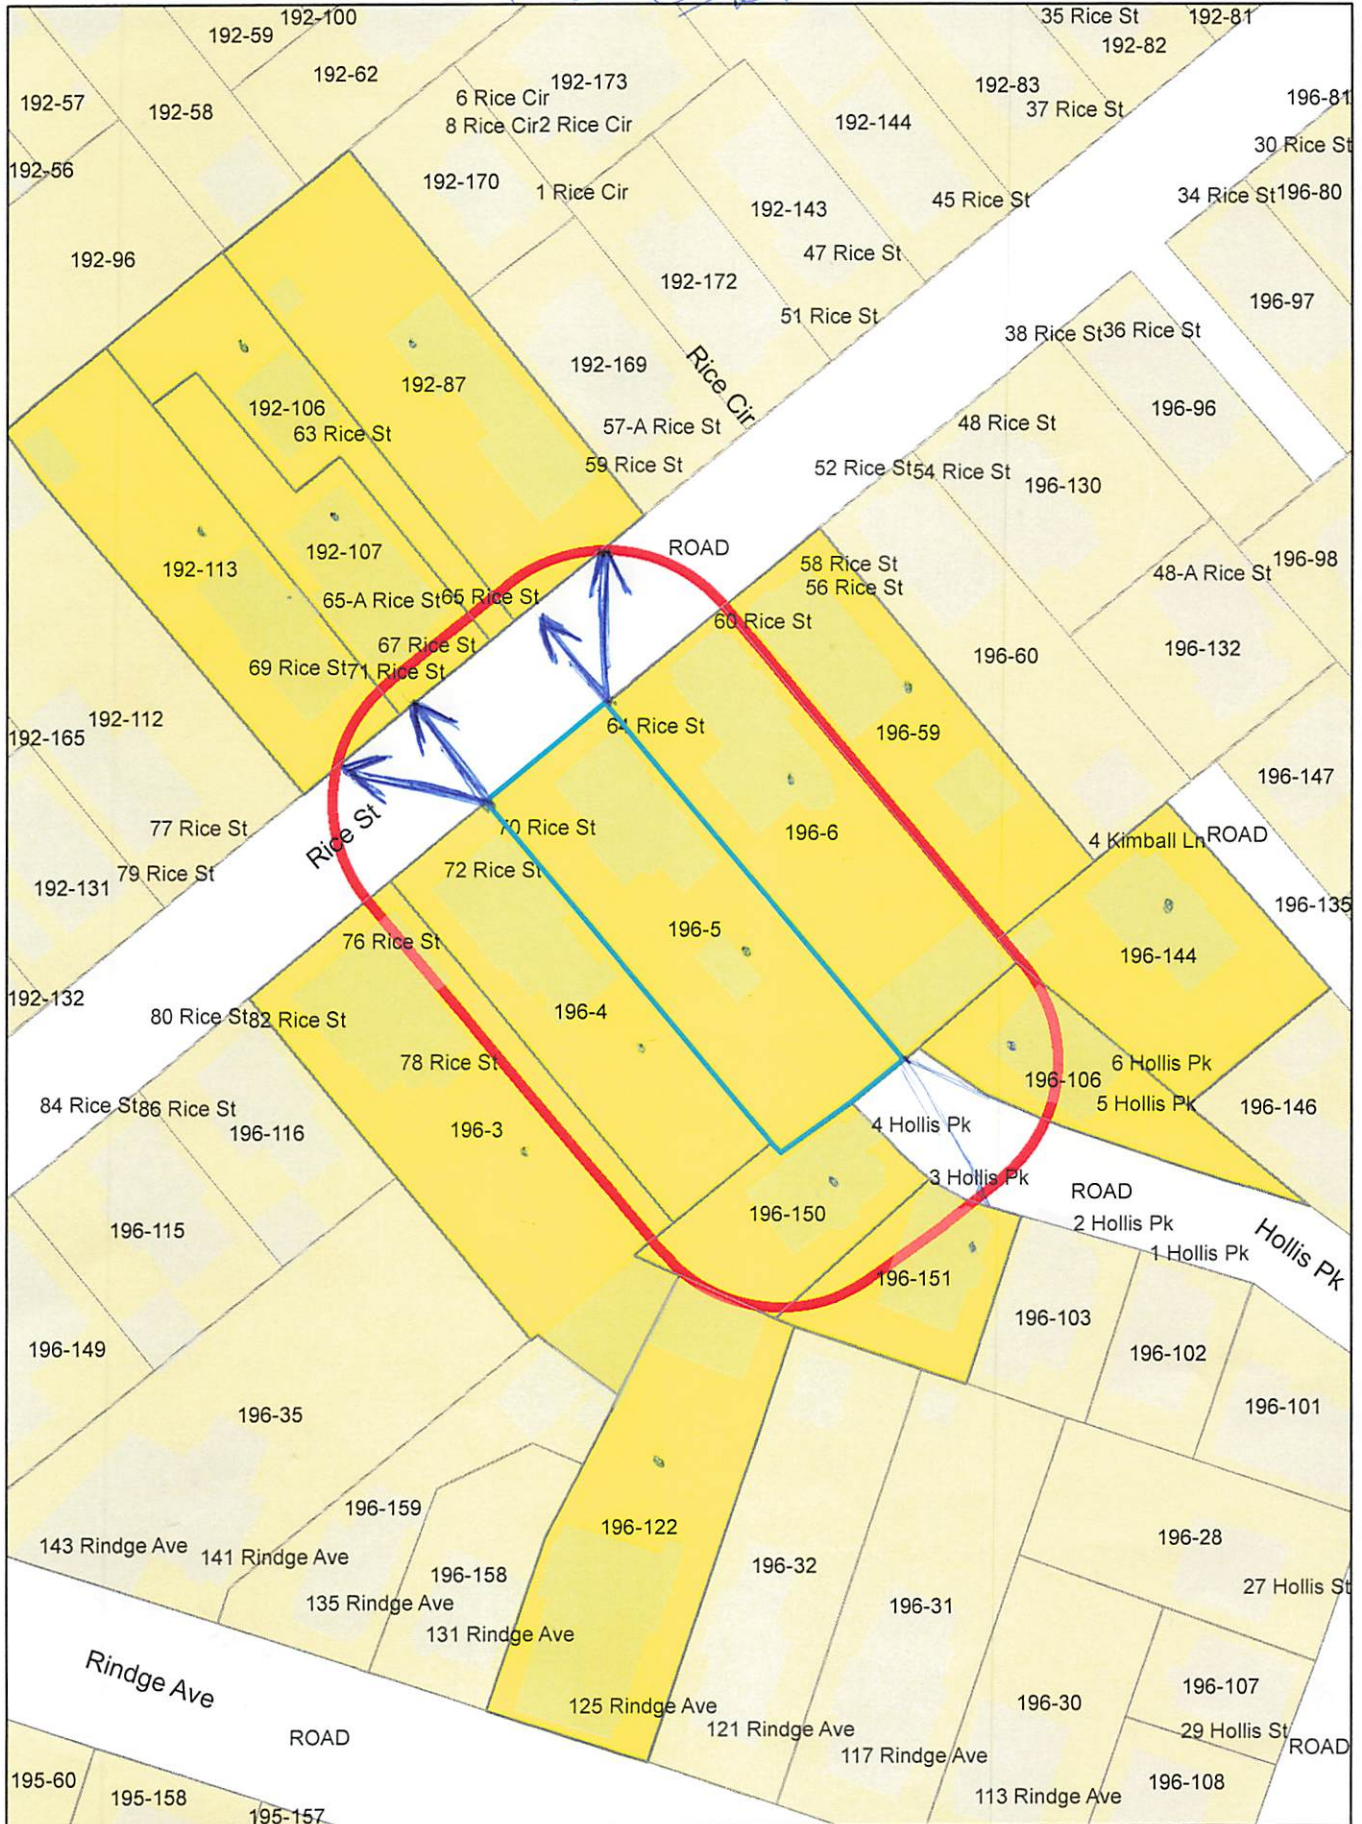 192-100
35 Rice St
192-81
192-59
192-82
192-62
192-173
192-83
6 Rice Cir
196-81
192-57
192-58
37 Rice St
8 Rice Cir
2 Rice Cir
192-144
30 Rice St
192-56
192-170
1 Rice Cir
34 Rice St
196-80
45 Rice St
192-143
192-96
47 Rice St
192-172
196-97
51 Rice St
38 Rice St
36 Rice St
192-169
Rice Cir
192-87
192-106
196-96
63 Rice St
57-A Rice St
48 Rice St
59 Rice St
52 Rice St
54 Rice St
196-130
192-107
ROAD
192-113
58 Rice St
196-98
48-A Rice St
56 Rice St
65-A Rice St
65 Rice St
60 Rice St
67 Rice St
196-132
69 Rice St
71 Rice St
196-60
192-112
64 Rice St
196-59
192-165
196-147
77 Rice St
Rice St
70 Rice St
196-6
4 Kimball Ln
ROAD
79 Rice St
72 Rice St
192-131
196-135
76 Rice St
196-5
196-144
192-132
80 Rice St
82 Rice St
196-4
78 Rice St
6 Hollis Pk
196-106
84 Rice St
86 Rice St
5 Hollis Pk
196-146
196-116
196-3
4 Hollis Pk
3 Hollis Pk
ROAD
196-150
2 Hollis Pk
196-115
1 Hollis Pk
Hollis Pk
196-151
196-103
196-149
196-102
196-35
196-101
196-159
196-122
196-28
143 Rindge Ave
141 Rindge Ave
196-32
196-158
27 Hollis St
135 Rindge Ave
196-31
131 Rindge Ave
Rindge Ave
196-107
125 Rindge Ave
196-30
121 Rindge Ave
29 Hollis St
ROAD
ROAD
117 Rindge Ave
195-60
196-108
195-158
113 Rindge Ave
195-157